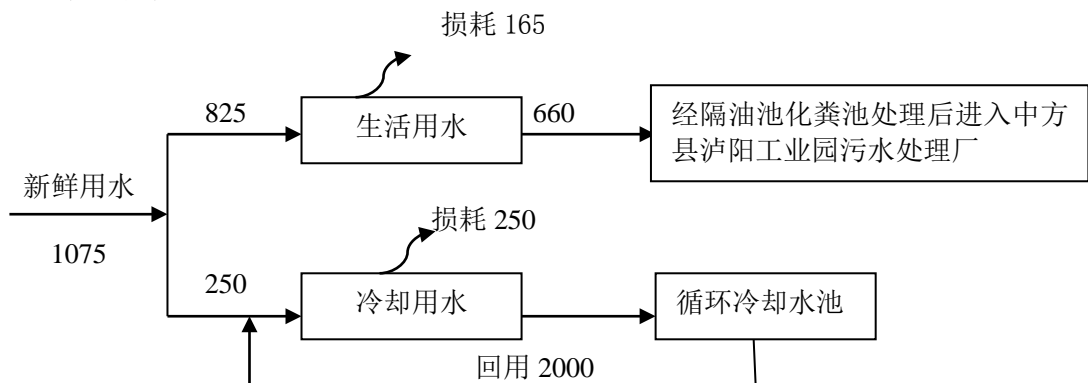 损耗 165
825
生活用水
660
经隔油池化粪池处理后进入中方
县泸阳工业园污水处理厂
新鲜用水
1075
损耗 250
250
冷却用水
循环冷却水池
回用 2000